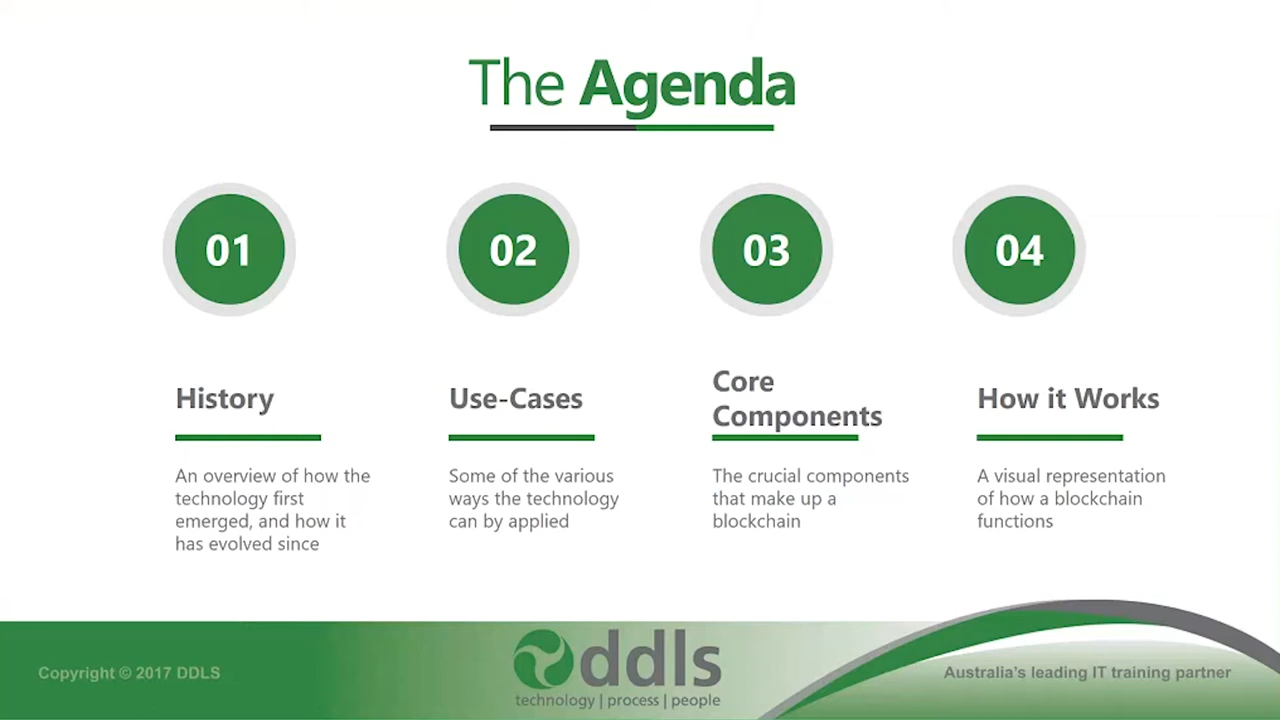 The Agenda
01
02
03
04
History
An overview of how the
technology first
emerged, and how it
has evolved since
Use-Cases
Some of the various
ways the technology
can by applied
Core
Components
The crucial components
that make up a
blockchain
How it Works
A visual representation
of how a blockchain
functions
Copyright © 2017 DDLS
ddls
technology | process | people
Australia's leading IT training partner